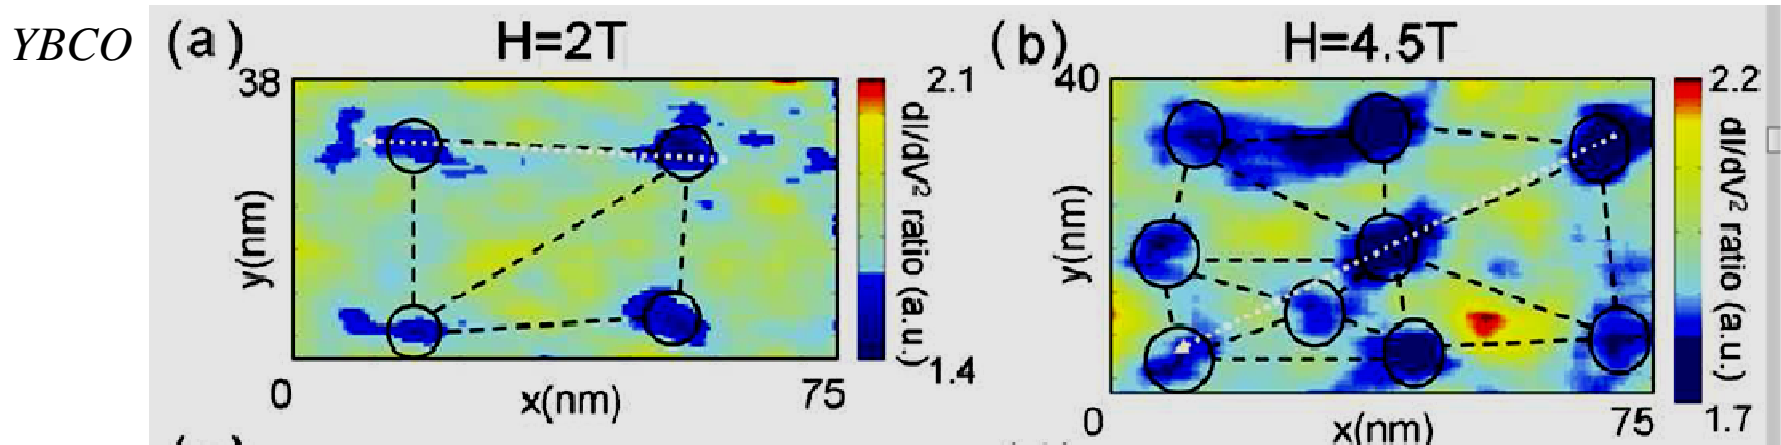 YBCO
(a)
H=2T
38
y(nm)
0
x(nm)
75
2.1
dI/dV² ratio (a.u.)
1.4
(b)
H=4.5T
40
y(nm)
0
x(nm)
75
2.2
dI/dV² ratio (a.u.)
1.7